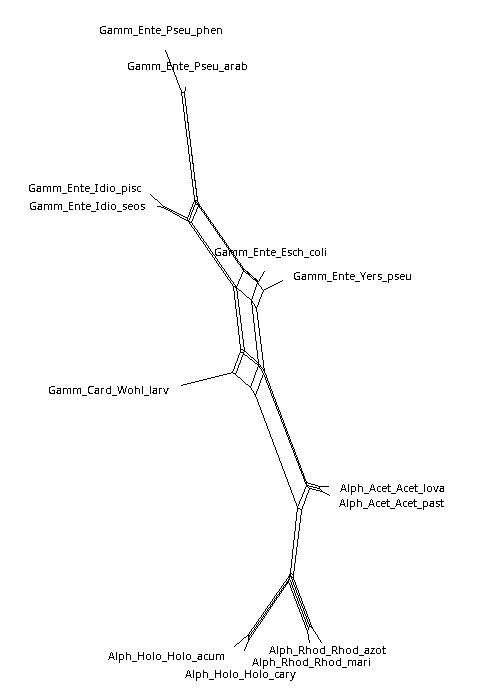 Gamm_Ente_Pseu_phen
Gamm_Ente_Pseu_arab
Gamm_Ente_Idio_pisc
Gamm_Ente_Idio_seos
Gamm_Ente_Esch_coli
Gamm_Ente_Yers_pseu
Gamm_Card_Wohl_larv
Alph_Acet_Acet_lova
Alph_Acet_Acet_past
Alph_Rhod_Rhod_azot
Alph_Holo_Holo_acum
Alph_Rhod_Rhod_mari
Alph_Holo_Holo_cary